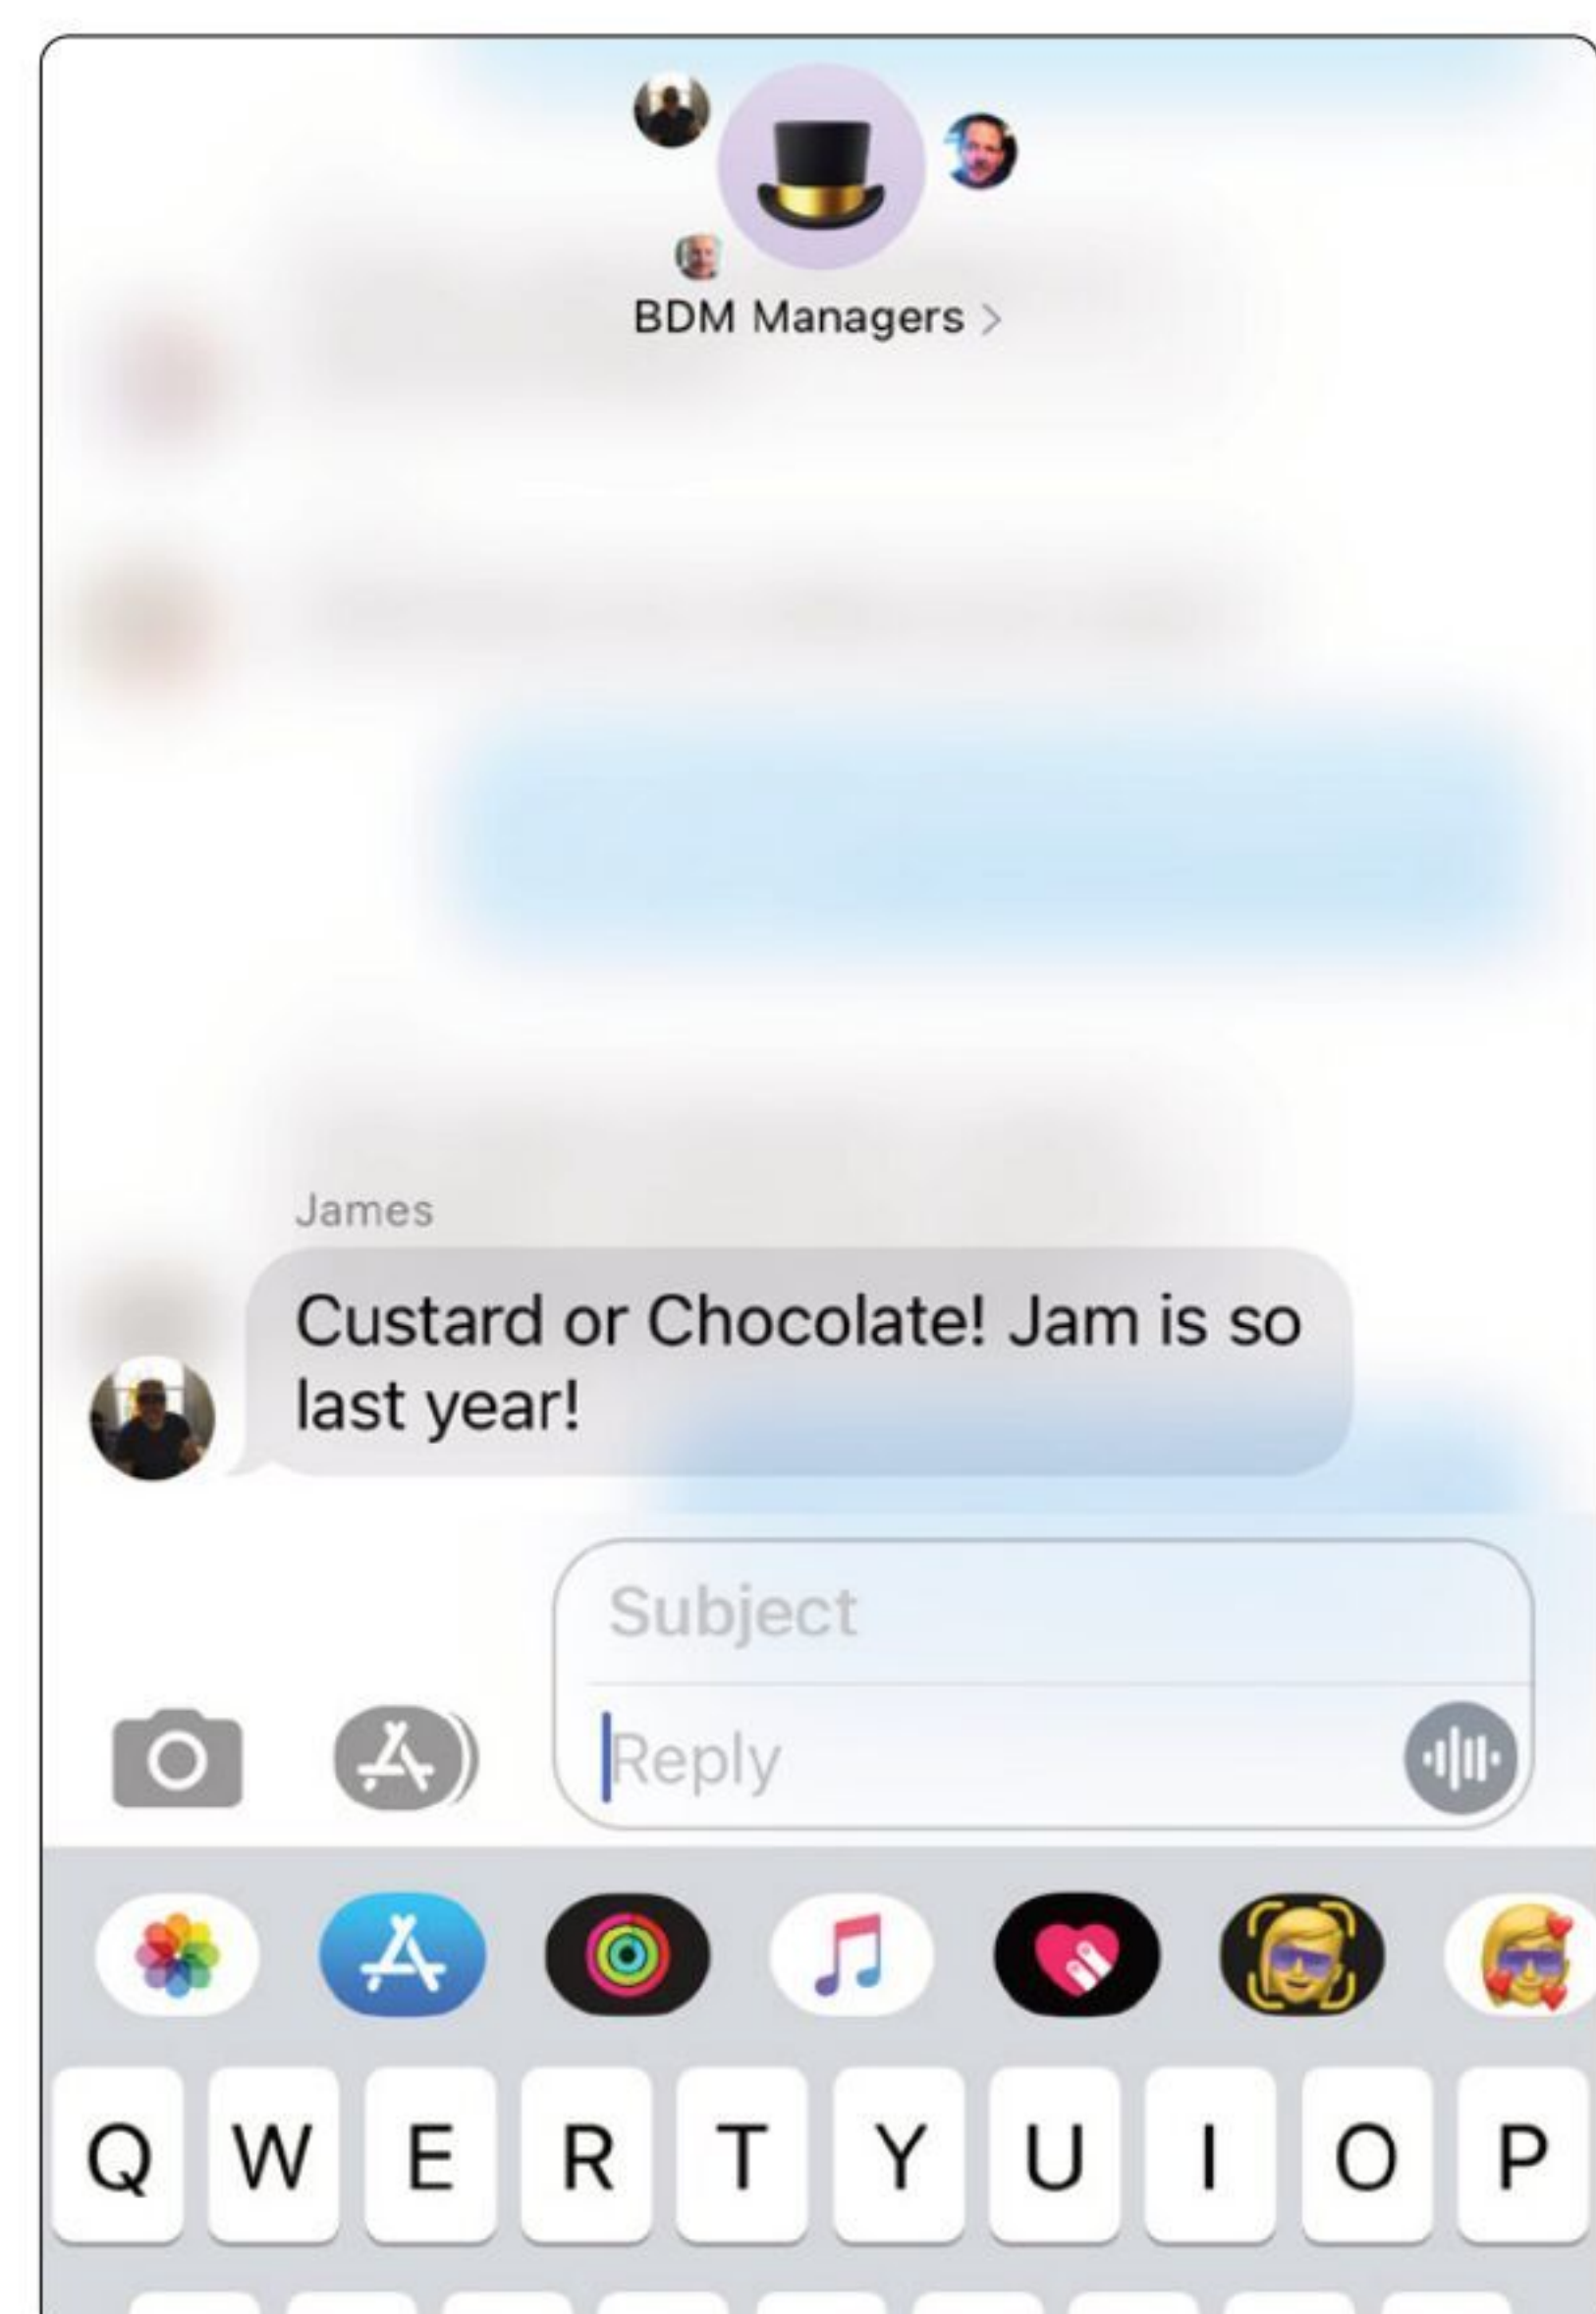 BDM Managers >
James
Custard or Chocolate! Jam is so
last year!
Subject
Reply
Q W E R T Y U I O P